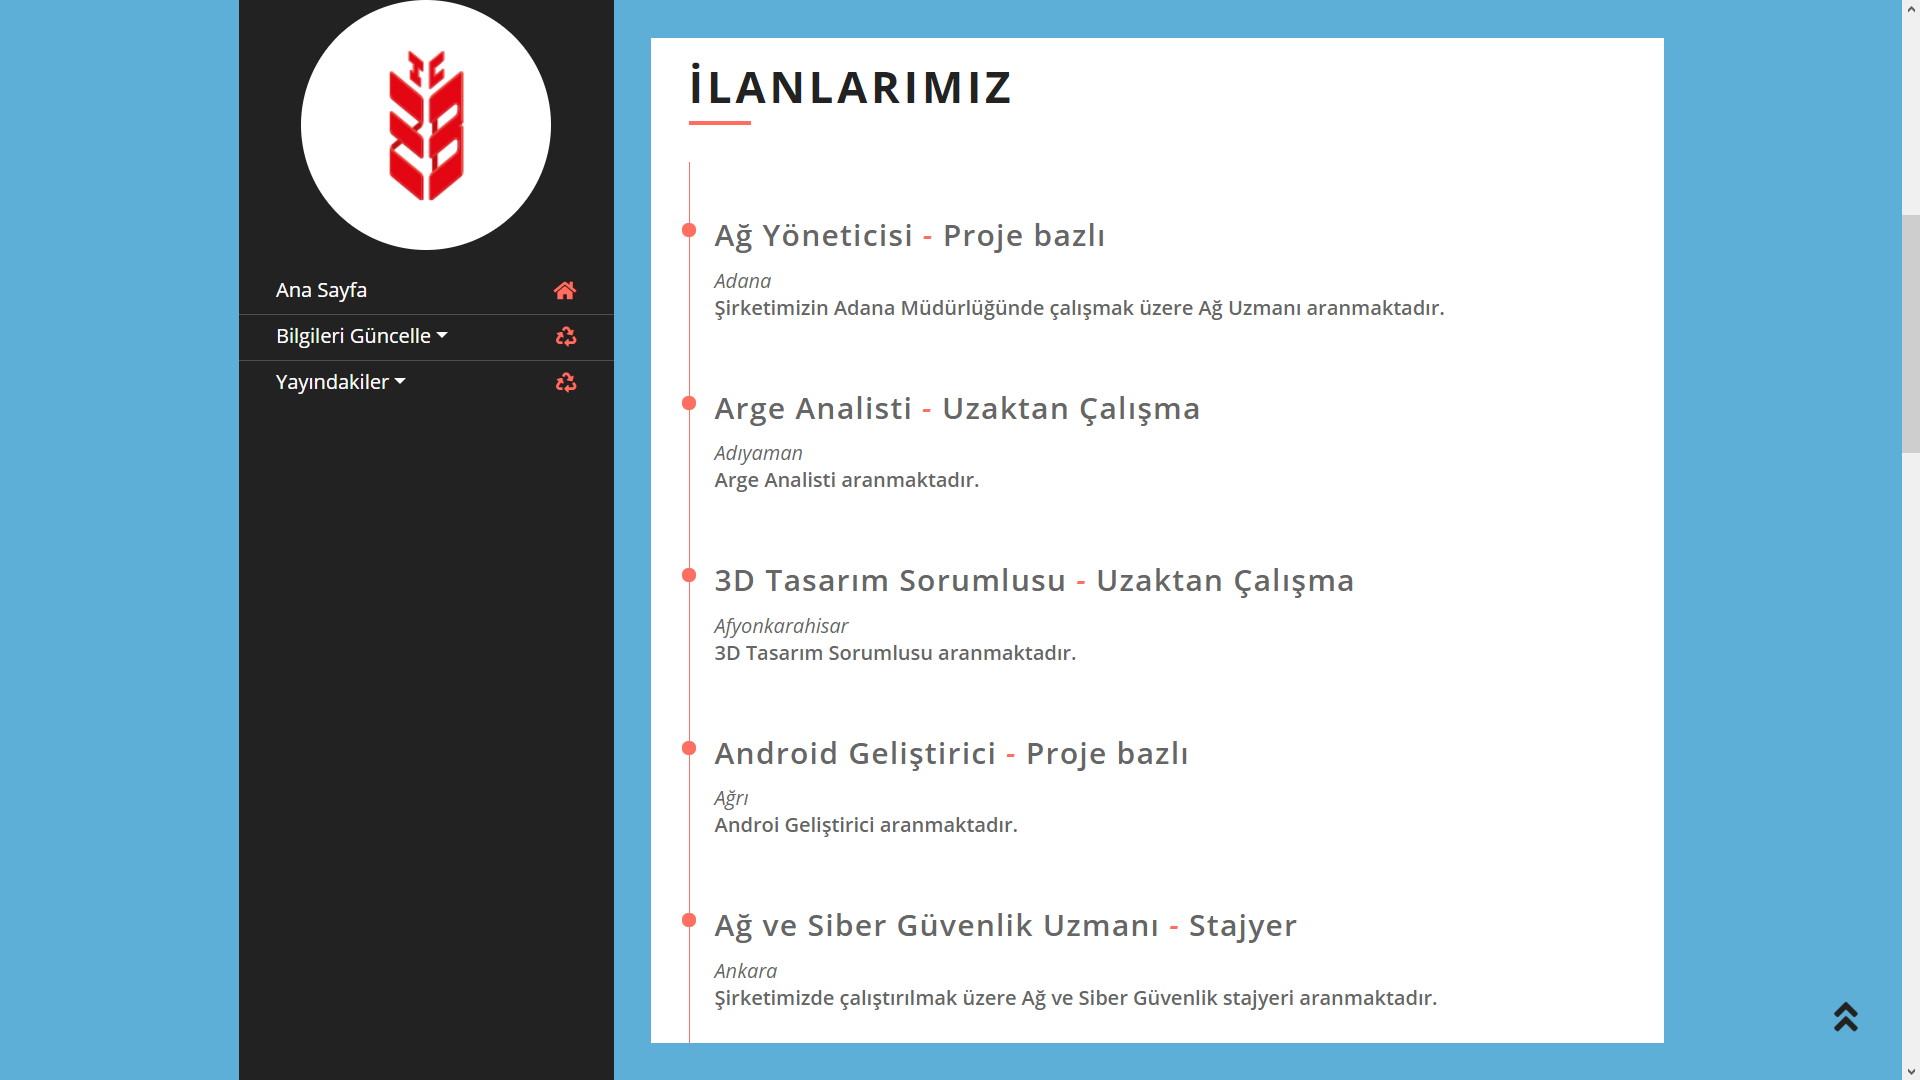 Ana Sayfa
Bilgileri Güncelle
Yayındakiler
İLANLARIMIZ
Ağ Yöneticisi - Proje bazlı
Adana
Şirketimizin Adana Müdürlüğünde çalışmak üzere Ağ Uzmanı aranmaktadır.
Arge Analisti - Uzaktan Çalışma
Adıyaman
Arge Analisti aranmaktadır.
3D Tasarım Sorumlusu - Uzaktan Çalışma
Afyonkarahisar
3D Tasarım Sorumlusu aranmaktadır.
Android Geliştirici - Proje bazlı
Ağrı
Androi Geliştirici aranmaktadır.
Ağ ve Siber Güvenlik Uzmanı - Stajyer
Ankara
Şirketimizde çalıştırılmak üzere Ağ ve Siber Güvenlik stajyeri aranmaktadır.